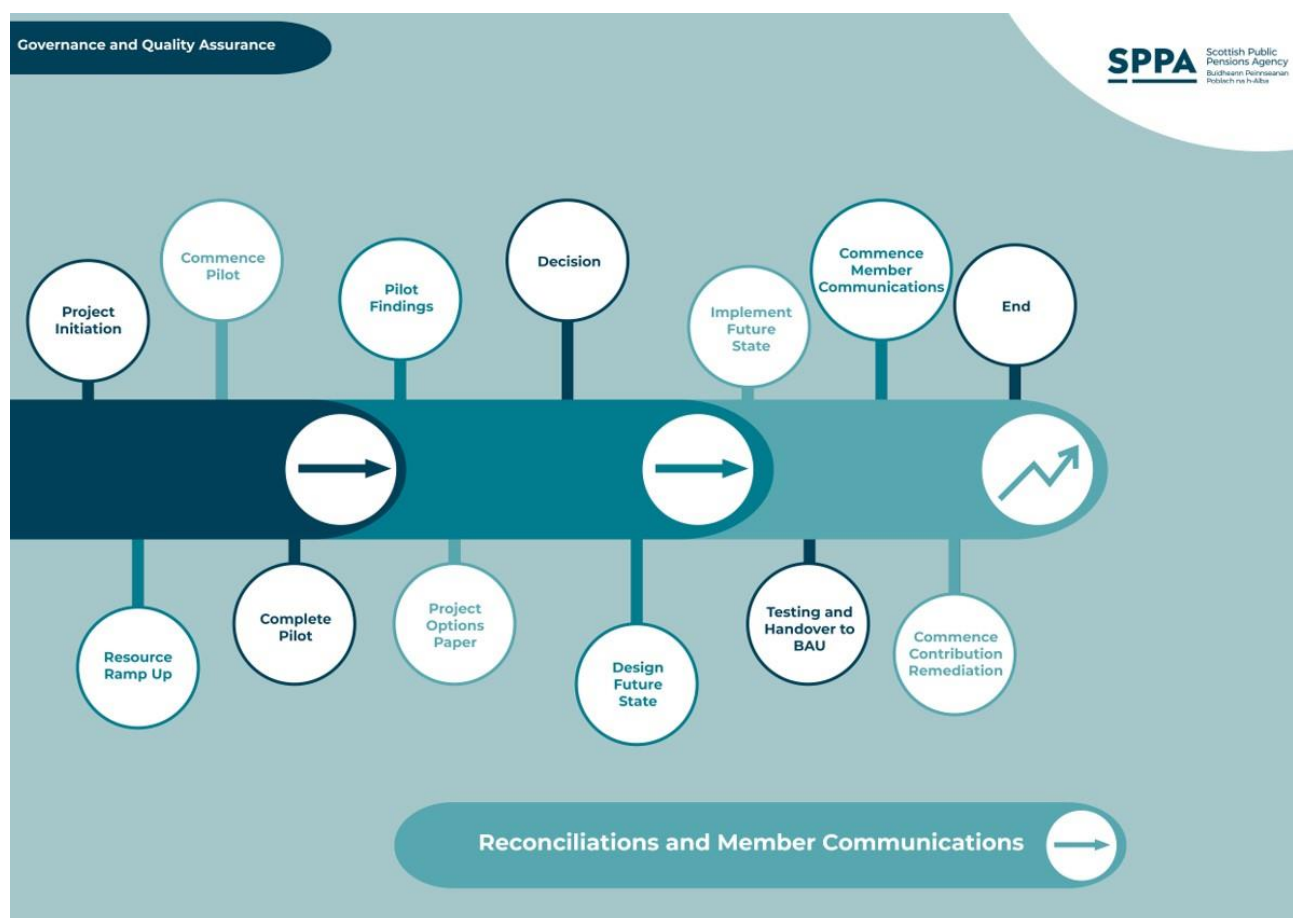 Governance and Quality Assurance
SPPA
Scottish Public
Pensions Agency
Buidheann Peinnseanan
Poblach na h-Alba
Project
Initiation
Commence
Pilot
Pilot
Findings
Decision
Implement
Future
State
Commence
Member
Communications
End
Resource
Ramp Up
Complete
Pilot
Project
Options
Paper
Design
Future
State
Testing and
Handover to
BAU
Commence
Contribution
Remediation
Reconciliations and Member Communications